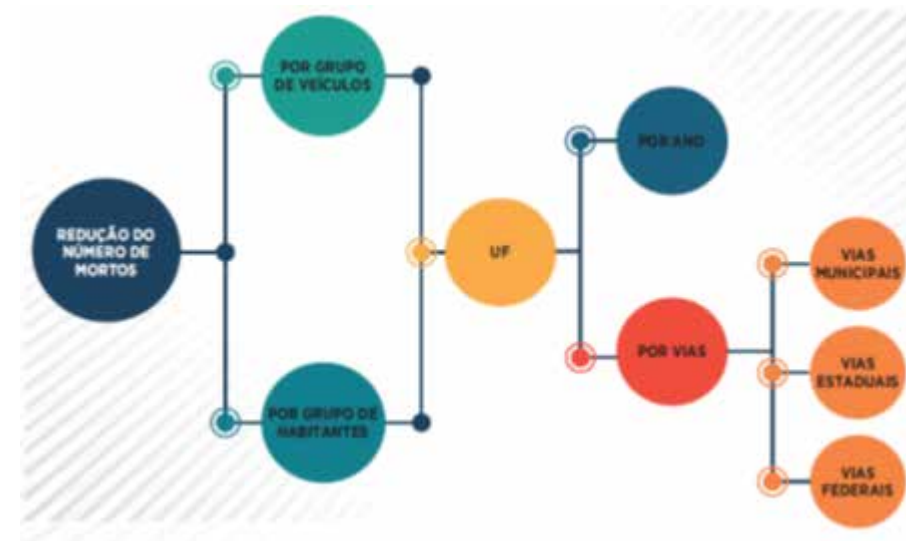 REDUÇÃO DO
NÚMERO DE
MORTOS
POR GRUPO
DE VEÍCULOS
POR GRUPO DE
HABITANTES
UF
POR ANO
POR VIAS
VIAS
MUNICIPAIS
VIAS
ESTADUAIS
VIAS
FEDERAIS